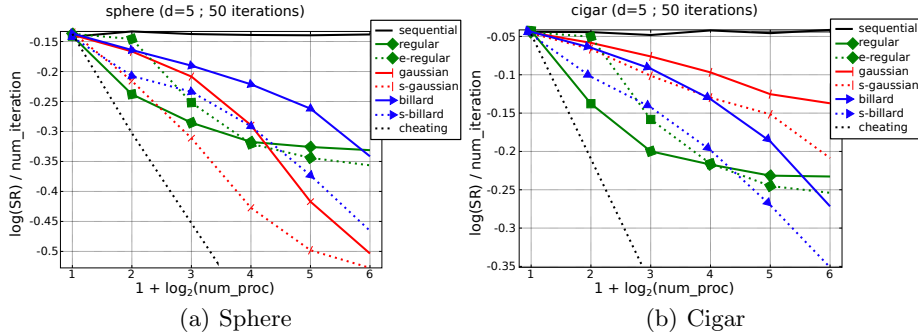 sphere (d=5 ; 50 iterations)
log(SR) / num_iteration
-0.15
-0.2
-0.25
-0.3
-0.35
-0.4
-0.45
-0.5
1 2 3 4 5 6
1 + log2(num_proc)
sequential
regular
e-regular
gaussian
s-gaussian
billard
s-billard
cheating
(a) Sphere
cigar (d=5 ; 50 iterations)
log(SR) / num_iteration
-0.05
-0.1
-0.15
-0.2
-0.25
-0.3
-0.35
1 2 3 4 5 6
1 + log2(num_proc)
sequential
regular
e-regular
gaussian
s-gaussian
billard
s-billard
cheating
(b) Cigar